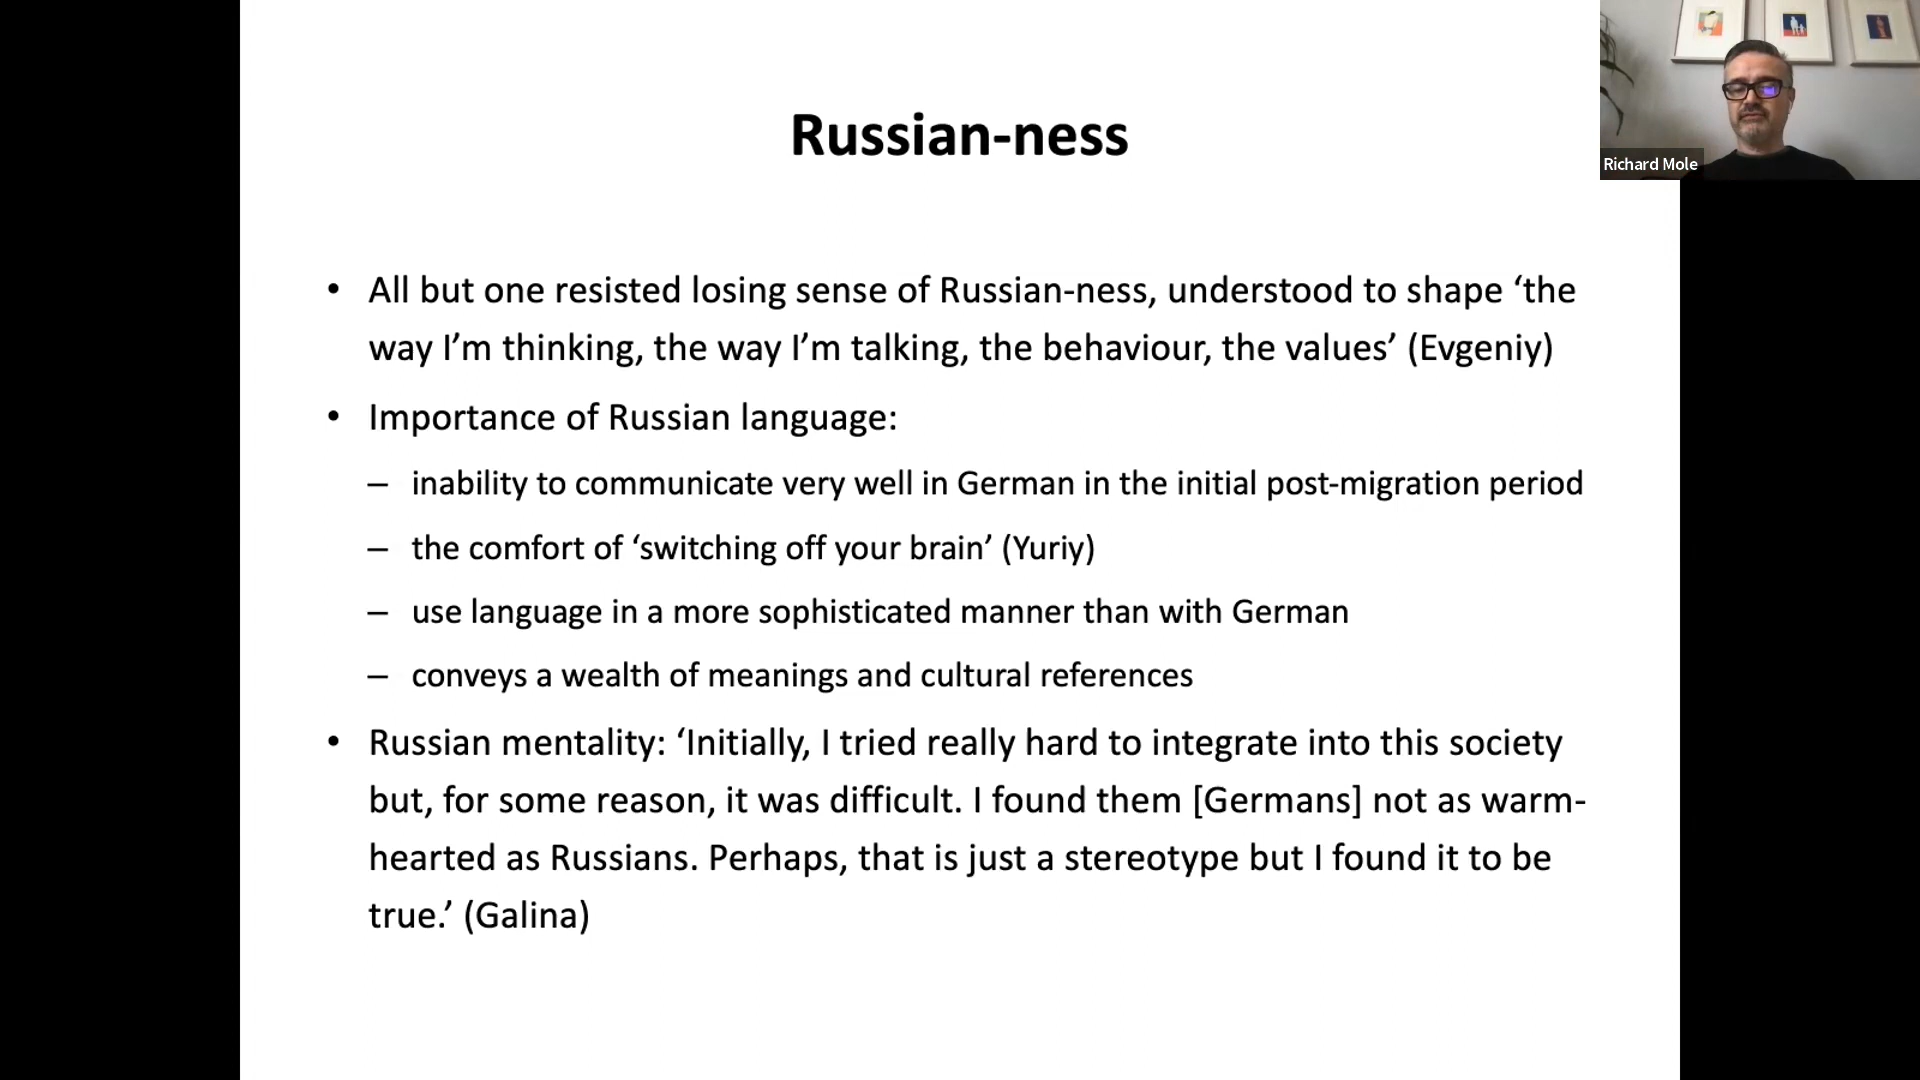 Russian-ness
Richard Mole
• All but one resisted losing sense of Russian-ness, understood to shape ‘the
way I’m thinking, the way I’m talking, the behaviour, the values’ (Evgeniy)
• Importance of Russian language:
– inability to communicate very well in German in the initial post-migration period
– the comfort of ‘switching off your brain’ (Yuriy)
– use language in a more sophisticated manner than with German
– conveys a wealth of meanings and cultural references
• Russian mentality: ‘Initially, I tried really hard to integrate into this society
but, for some reason, it was difficult. I found them [Germans] not as warm-
hearted as Russians. Perhaps, that is just a stereotype but I found it to be
true.’ (Galina)